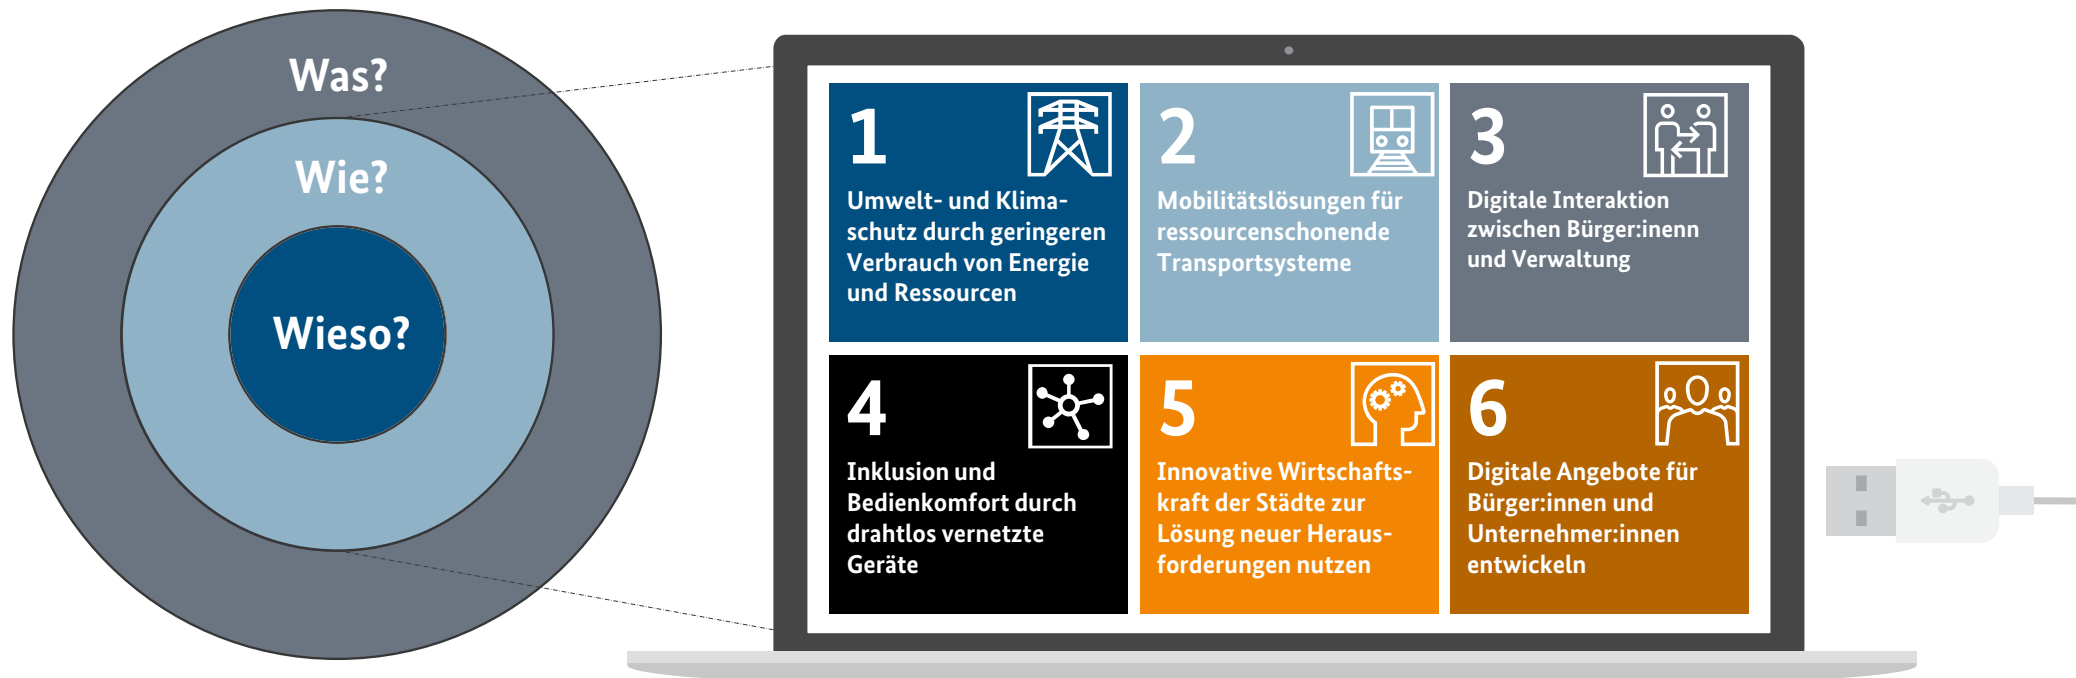 Was?
Wie?
Wieso?
1
Umwelt- und Klima-
schutz durch geringeren
Verbrauch von Energie
und Ressourcen
2
Mobilitätslösungen für
ressourcenschonende
Transportsysteme
3
Digitale Interaktion
zwischen Bürger:inenn
und Verwaltung
4
Inklusion und
Bedienkomfort durch
drahtlos vernetzte
Geräte
5
Innovative Wirtschafts-
kraft der Städte zur
Lösung neuer Heraus-
forderungen nutzen
6
Digitale Angebote für
Bürger:innen und
Unternehmer:innen
entwickeln